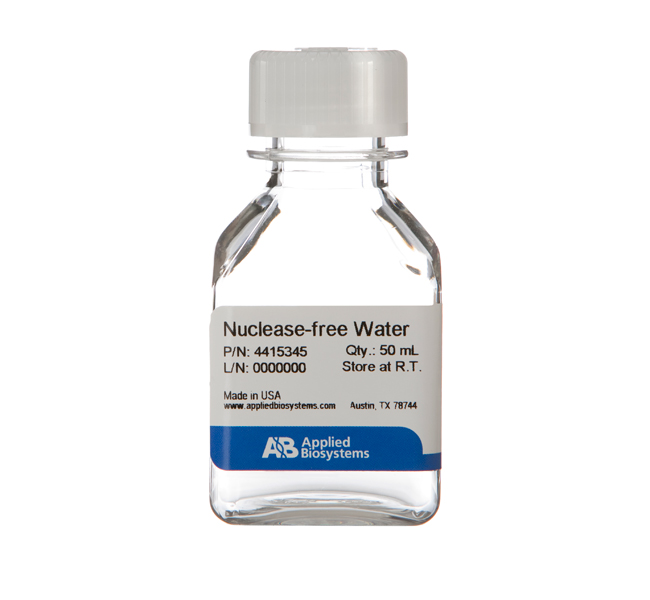 Nuclease-free Water
P/N: 4415345 Qty.: 50 mL
L/N: 0000000 Store at R.T.
Made in USA
www.appliedbiosystems.com Austin, TX 78744
AB Applied
Biosystems